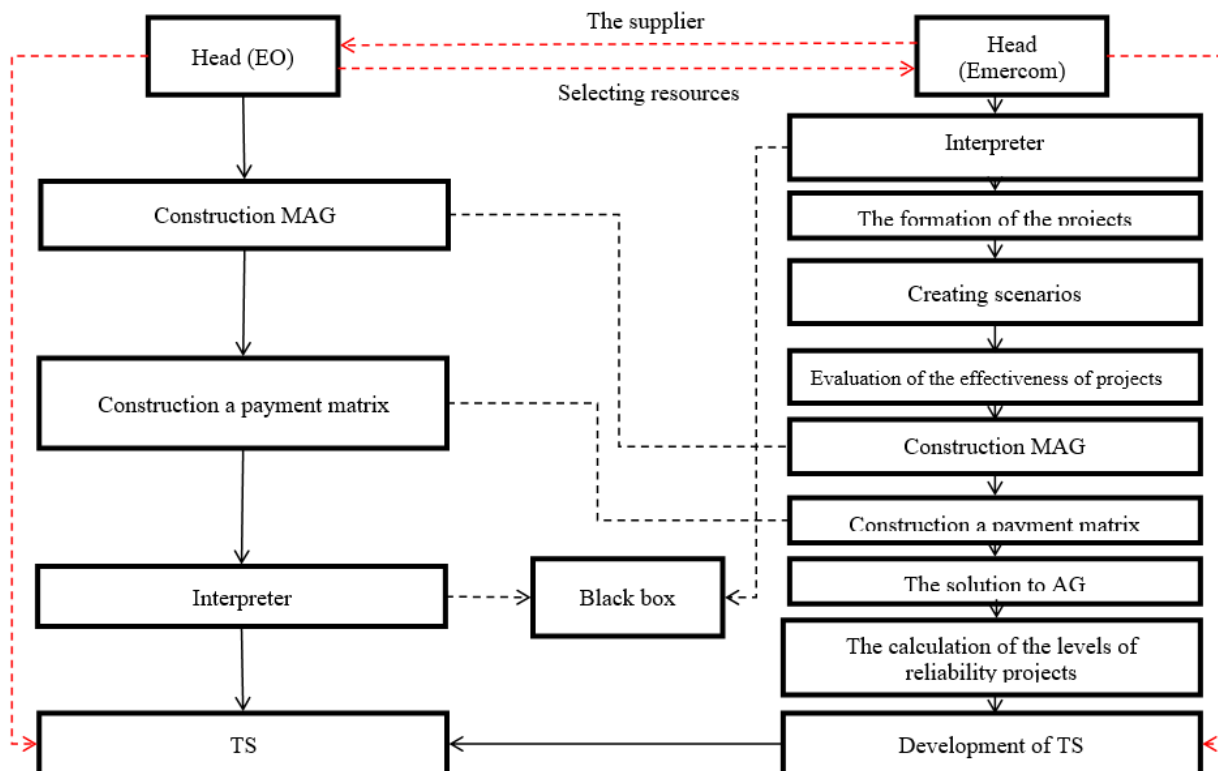 The supplier
Head (EO)
Head
(Emercom)
Selecting resources
Interpreter
Construction MAG
The formation of the projects
Creating scenarios
Construction a payment matrix
Evaluation of the effectiveness of projects
Construction MAG
Construction a payment matrix
Interpreter
Black box
The solution to AG
The calculation of the levels of
reliability projects
TS
Development of TS